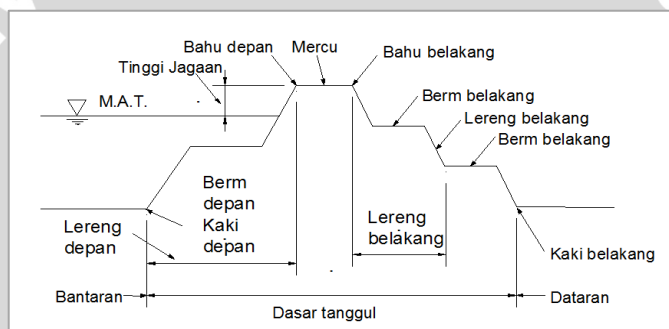 Bahu depan
Mercu
Bahu belakang
Tinggi Jagaan
M.A.T.
Berm belakang
Lereng belakang
Berm belakang
Berm
depan
Kaki
depan
Lereng
depan
Lereng
belakang
Kaki belakang
Bantaran
Dataran
Dasar tanggul